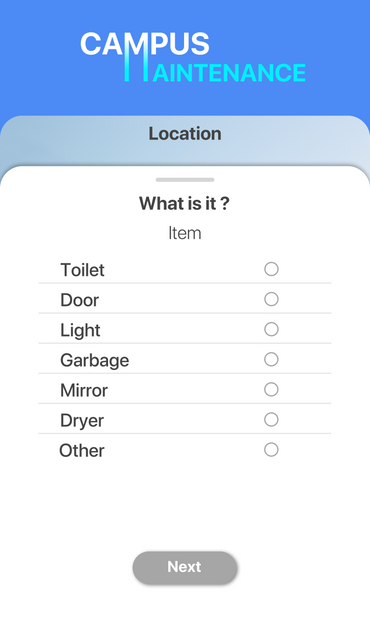 CAMPUS
MAINTENANCE
Location
What is it ?
Item
Toilet
Door
Light
Garbage
Mirror
Dryer
Other
Next